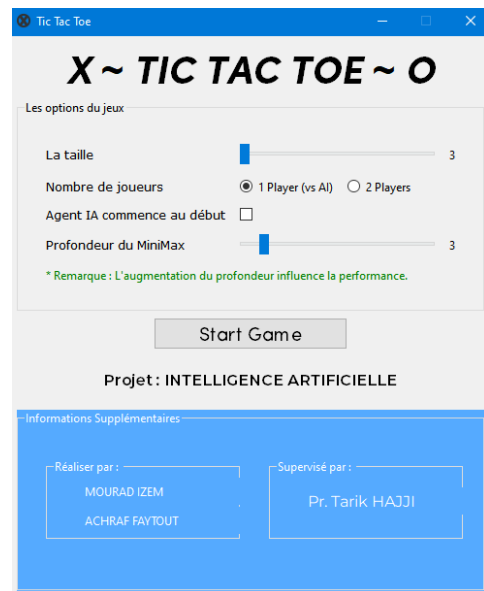 Tic Tac Toe
X ~ TIC TAC TOE ~ O
Les options du jeux
La taille 3
Nombre de joueurs 1 Player (vs AI) 2 Players
Agent IA commence au début
Profondeur du MiniMax 3
* Remarque : L'augmentation du profondeur influence la performance.
Start Game
Projet : INTELLIGENCE ARTIFICIELLE
Informations Supplémentaires
Réaliser par :
MOURAD IZEM
ACHRAF FAYTOUT
Supervisé par :
Pr. Tarik HAJJI